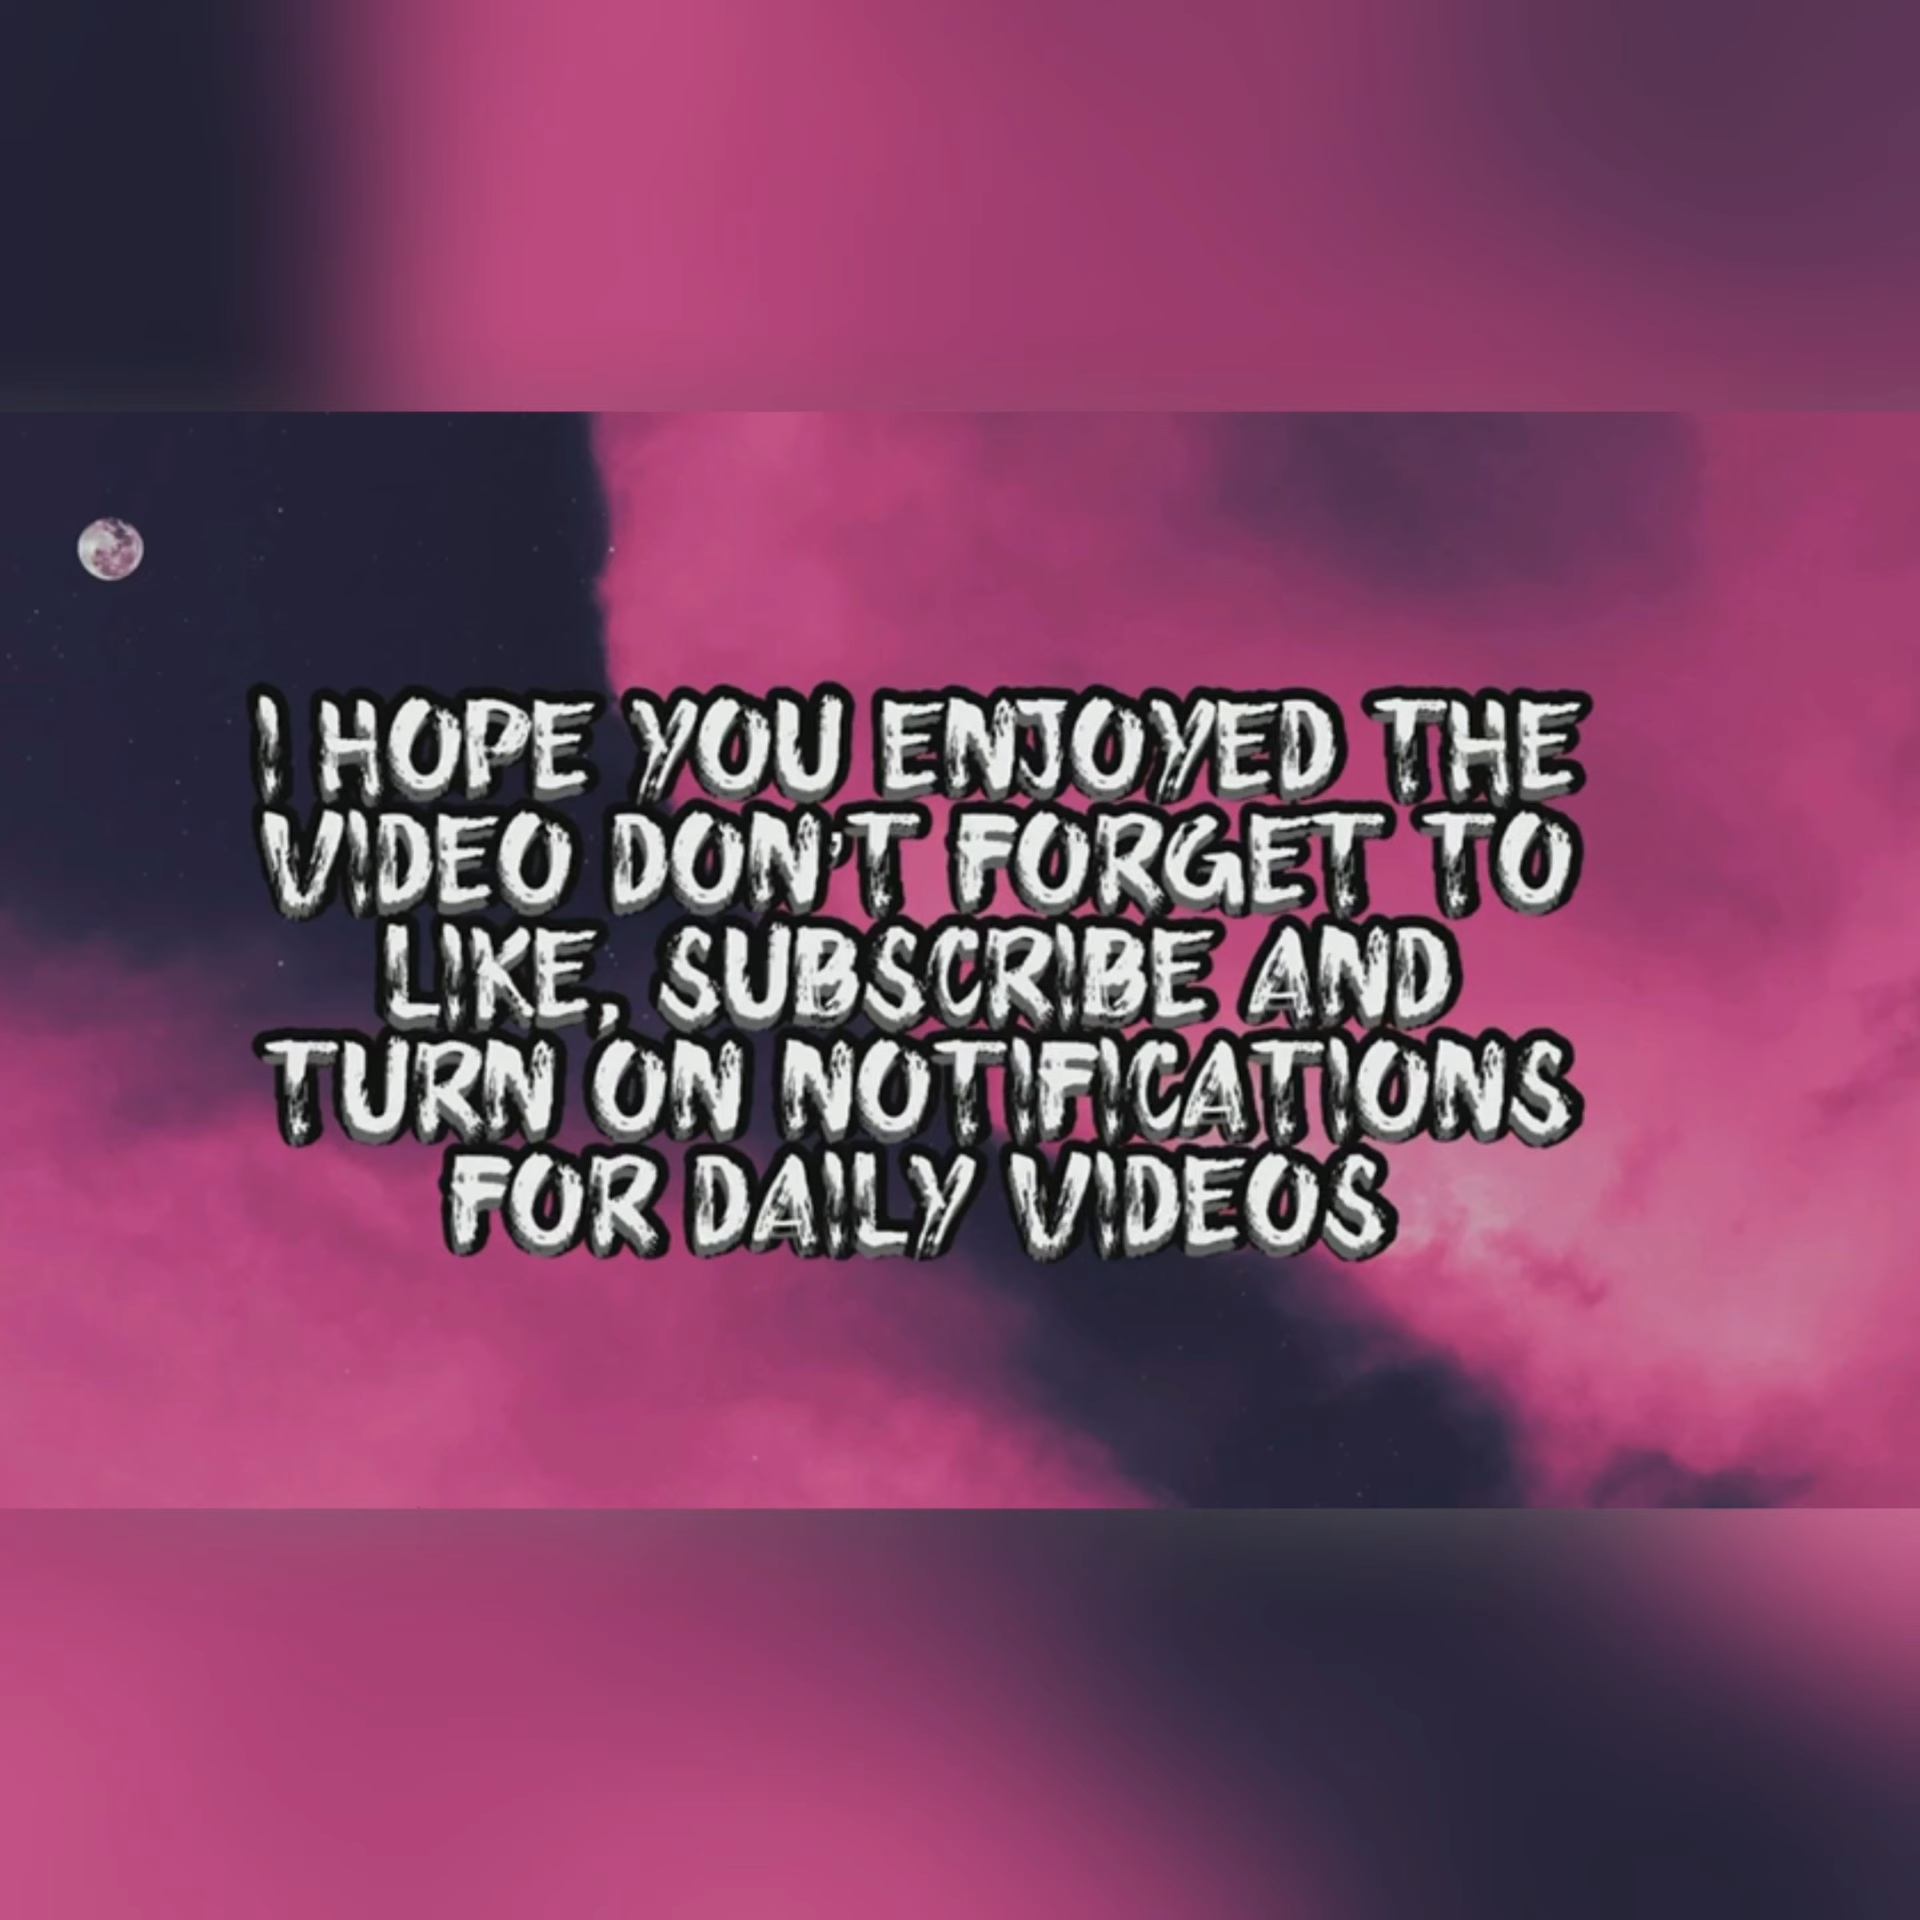 I HOPE YOU ENJOYED THE
VIDEO DON'T FORGET TO
LIKE, SUBSCRIBE AND
TURN ON NOTIFICATIONS
FOR DAILY VIDEOS